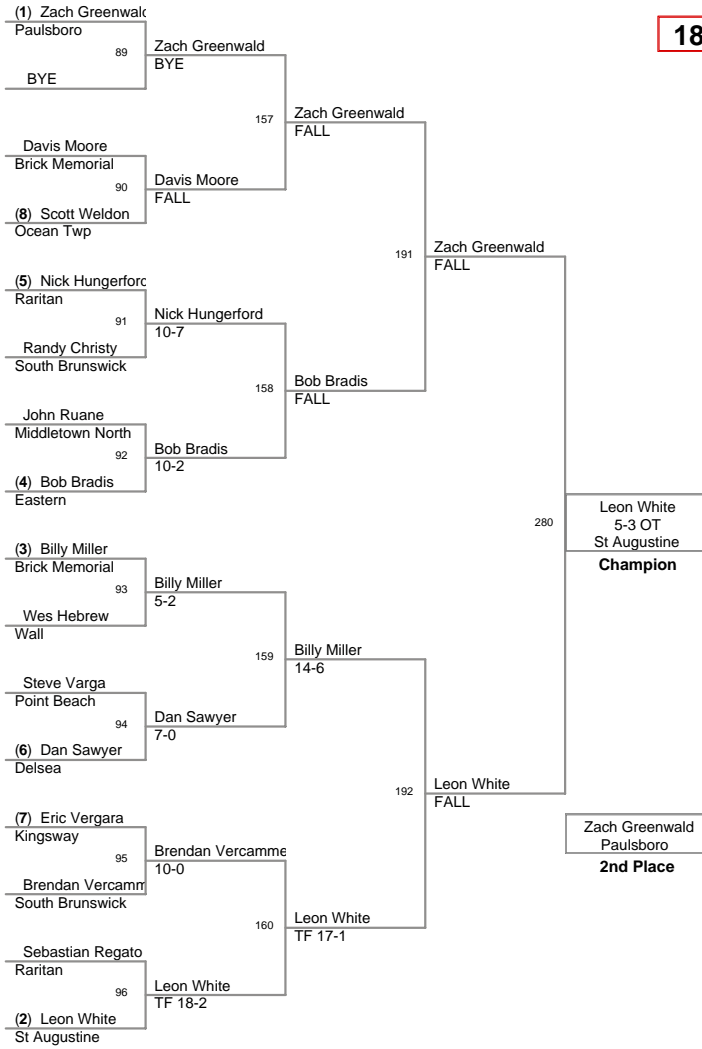 (1) Zach Greenwald
Paulsboro
89
BYE
Davis Moore
Brick Memorial
90
(8) Scott Weldon
Ocean Twp
(5) Nick Hungerford
Raritan
91
Randy Christy
South Brunswick
John Ruane
Middletown North
92
(4) Bob Bradis
Eastern
(3) Billy Miller
Brick Memorial
93
Wes Hebrew
Wall
Steve Varga
Point Beach
94
(6) Dan Sawyer
Delsea
(7) Eric Vergara
Kingsway
95
Brendan Vercamm
South Brunswick
Sebastian Regato
Raritan
96
(2) Leon White
St Augustine
Zach Greenwald
BYE
157
Davis Moore
FALL
Nick Hungerford
10-7
158
Bob Bradis
10-2
Billy Miller
5-2
159
Dan Sawyer
7-0
Brendan Vercamme
10-0
160
Leon White
TF 18-2
Zach Greenwald
FALL
191
Bob Bradis
FALL
Billy Miller
14-6
192
Leon White
TF 17-1
Zach Greenwald
FALL
280
Leon White
FALL
18
Leon White
5-3 OT
St Augustine
Champion
Zach Greenwald
Paulsboro
2nd Place